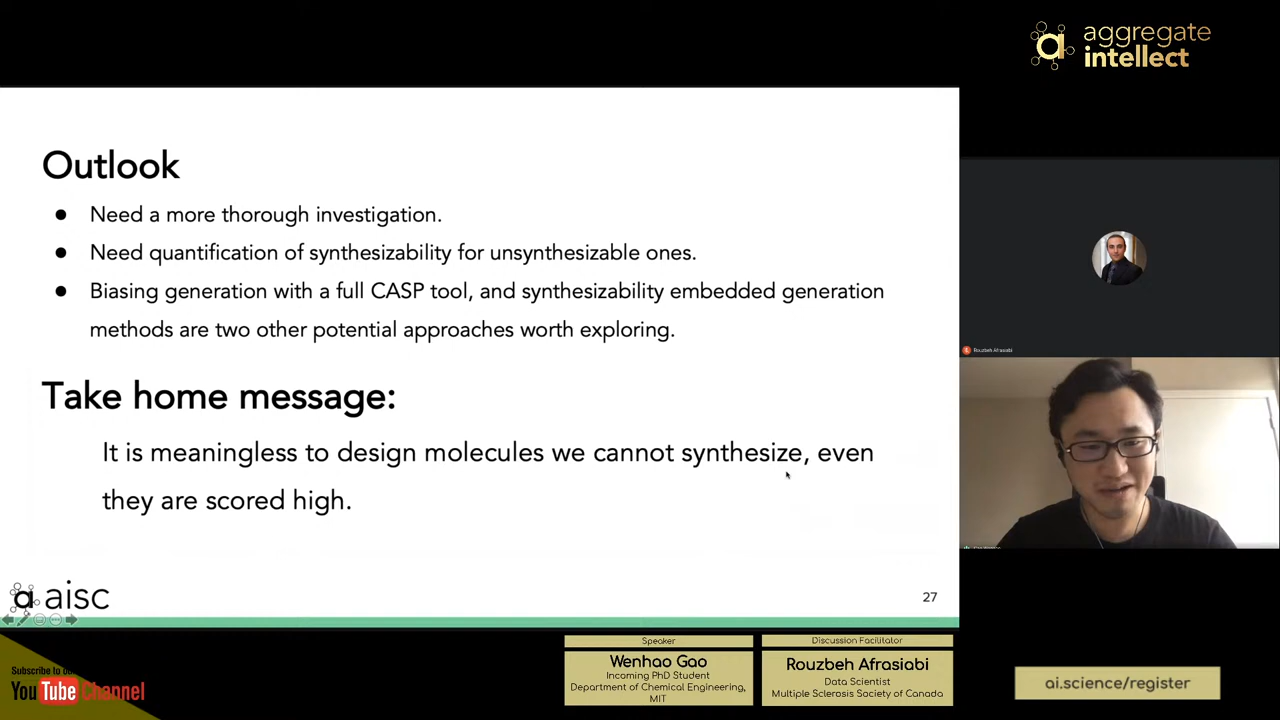 aggregate
intellect
Outlook
● Need a more thorough investigation.
● Need quantification of synthesizability for unsynthesizable ones.
● Biasing generation with a full CASP tool, and synthesizability embedded generation
methods are two other potential approaches worth exploring.
Take home message:
It is meaningless to design molecules we cannot synthesize, even
they are scored high.
Rouzbeh Afrasiabi
a aisc
27
Subscribe to
YouTube Channel
Speaker
Wenhao Gao
Incoming PhD Student
Department of Chemical Engineering,
MIT
Discussion Facilitator
Rouzbeh Afrasiabi
Data Scientist
Multiple Sclerosis Society of Canada
ai.science/register